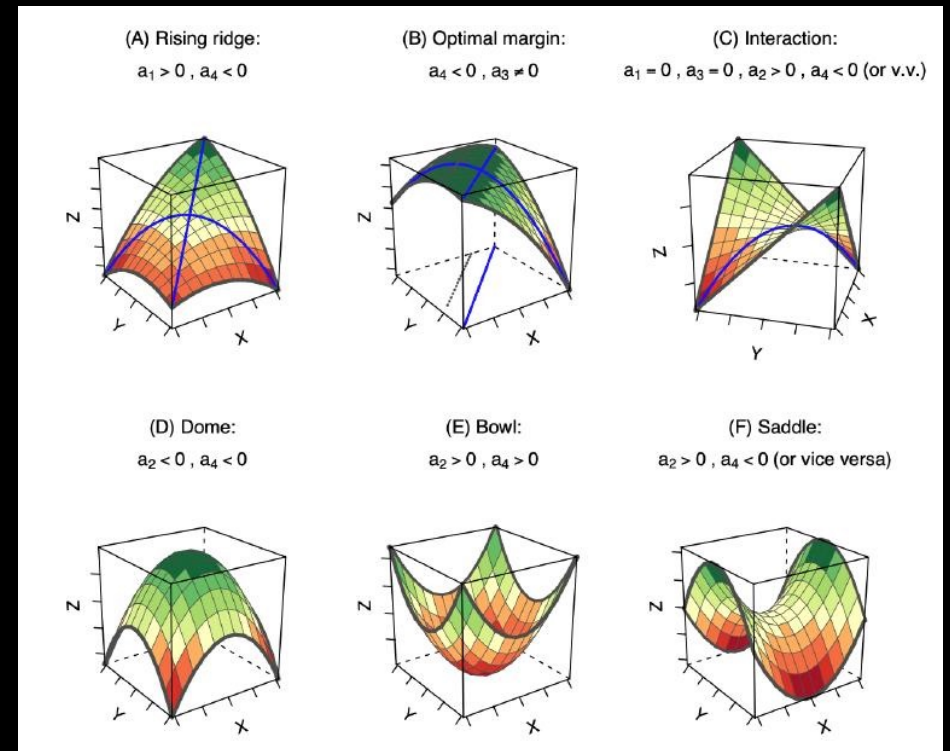 (A) Rising ridge:
a₁ > 0 , a₄ < 0
(B) Optimal margin:
a₄ < 0 , a₃ ≠ 0
(C) Interaction:
a₁ = 0 , a₃ = 0 , a₂ > 0 , a₄ < 0 (or v.v.)
Z
Y
X
Z
Y
X
Z
Y
X
(D) Dome:
a₂ < 0 , a₄ < 0
(E) Bowl:
a₂ > 0 , a₄ > 0
(F) Saddle:
a₂ > 0 , a₄ < 0 (or vice versa)
Z
Y
X
Z
Y
X
Z
Y
X